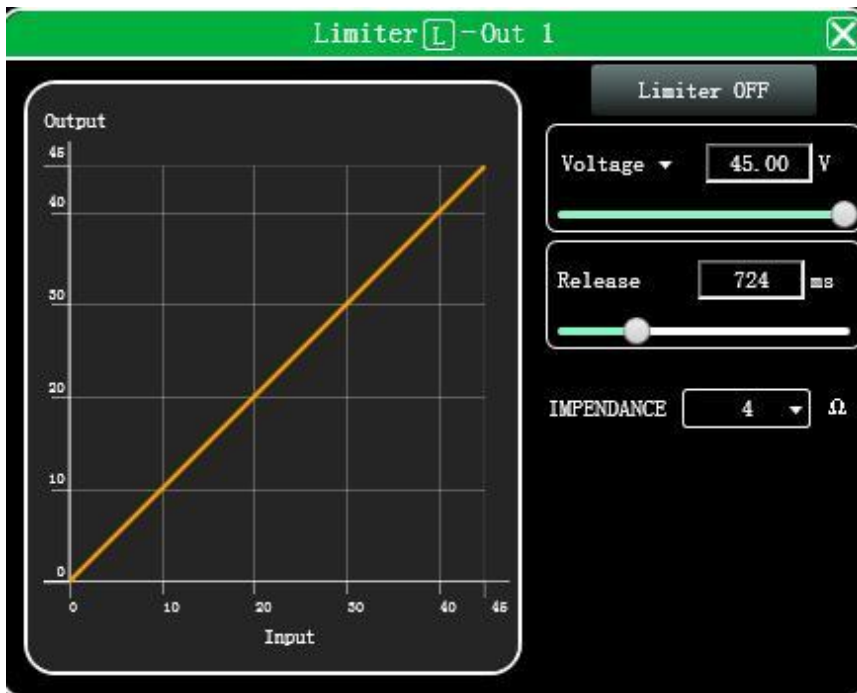 Limiter L -Out 1
Limiter OFF
Output
45
40
30
20
10
0
0 10 20 30 40 45
Input
Voltage 45.00 V
Release 724 ms
IMPENDANCE 4 Ω